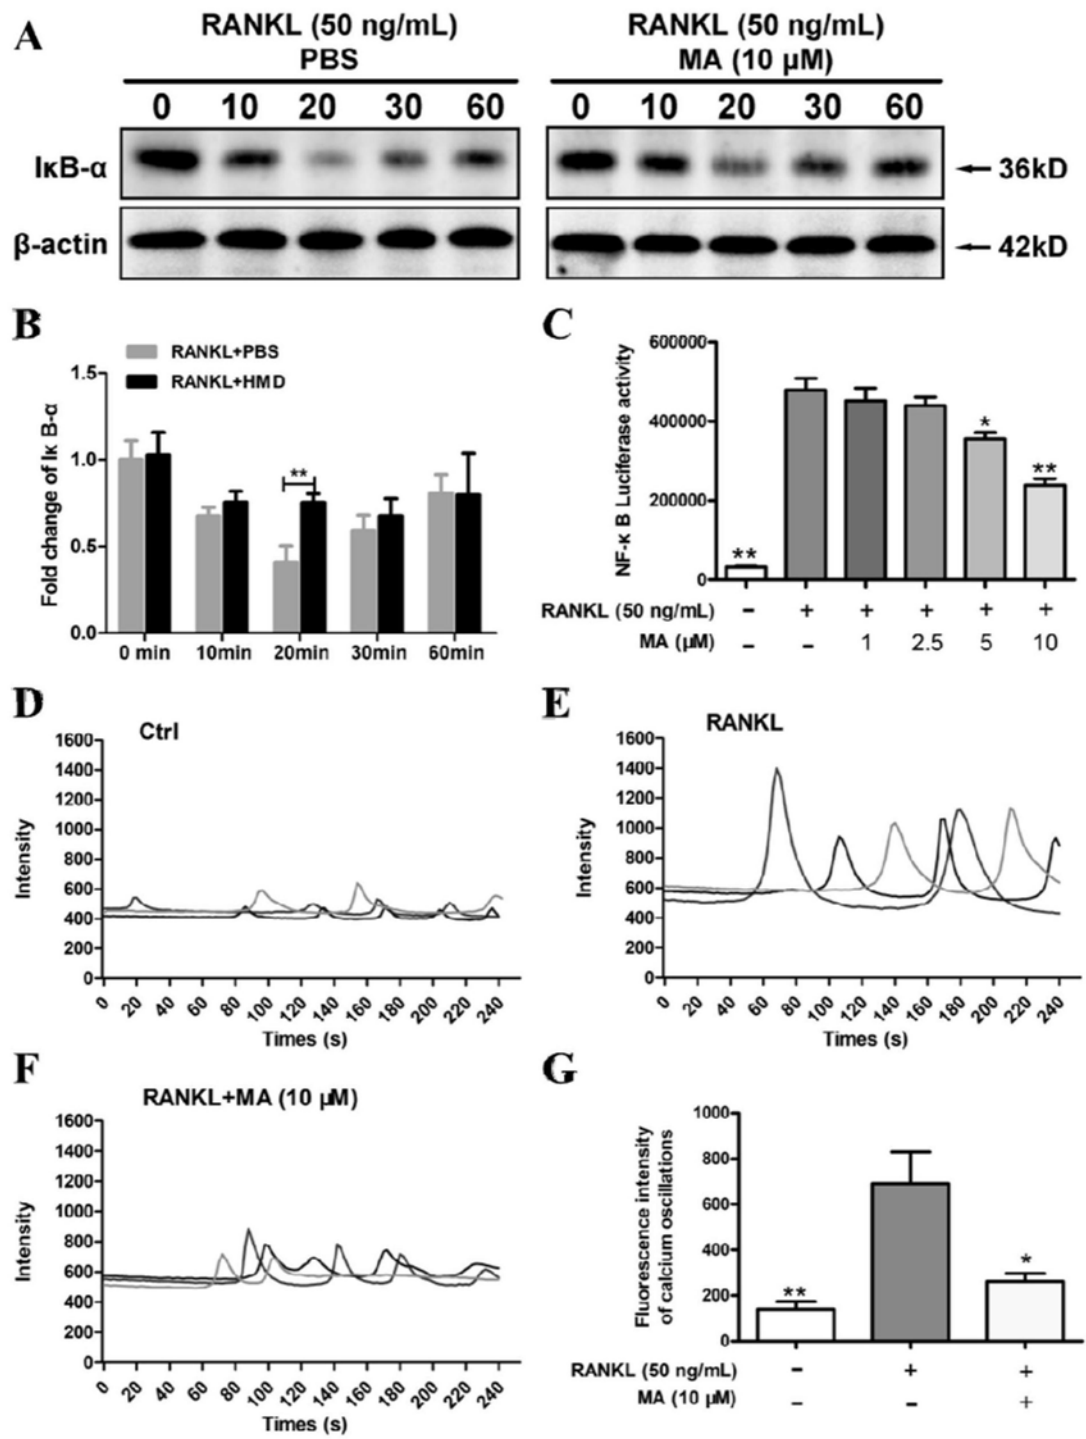 A
RANKL (50 ng/mL)
PBS
0 10 20 30 60
RANKL (50 ng/mL)
MA (10 µM)
0 10 20 30 60
IκB-α
36kD
β-actin
42kD
B
RANKL+PBS
RANKL+HMD
Fold change of Iκ B-α
1.5
1.0
0.5
0.0
**
0 min 10min 20min 30min 60min
C
NF-κ B Luciferase activity
600000
400000
200000
0
**
*
**
RANKL (50 ng/mL) - + + + + +
MA (µM) - - 1 2.5 5 10
D
Ctrl
Intensity
1600
1400
1200
1000
800
600
400
200
0
0 20 40 60 80 100 120 140 160 180 200 220 240
Times (s)
E
RANKL
Intensity
1600
1400
1200
1000
800
600
400
200
0
0 20 40 60 80 100 120 140 160 180 200 220 240
Times (s)
F
RANKL+MA (10 µM)
Intensity
1600
1400
1200
1000
800
600
400
200
0
0 20 40 60 80 100 120 140 160 180 200 220 240
Times (s)
G
Fluorescence intensity
of calcium oscillations
1000
800
600
400
200
0
**
*
RANKL (50 ng/mL) - + +
MA (10 µM) - - +